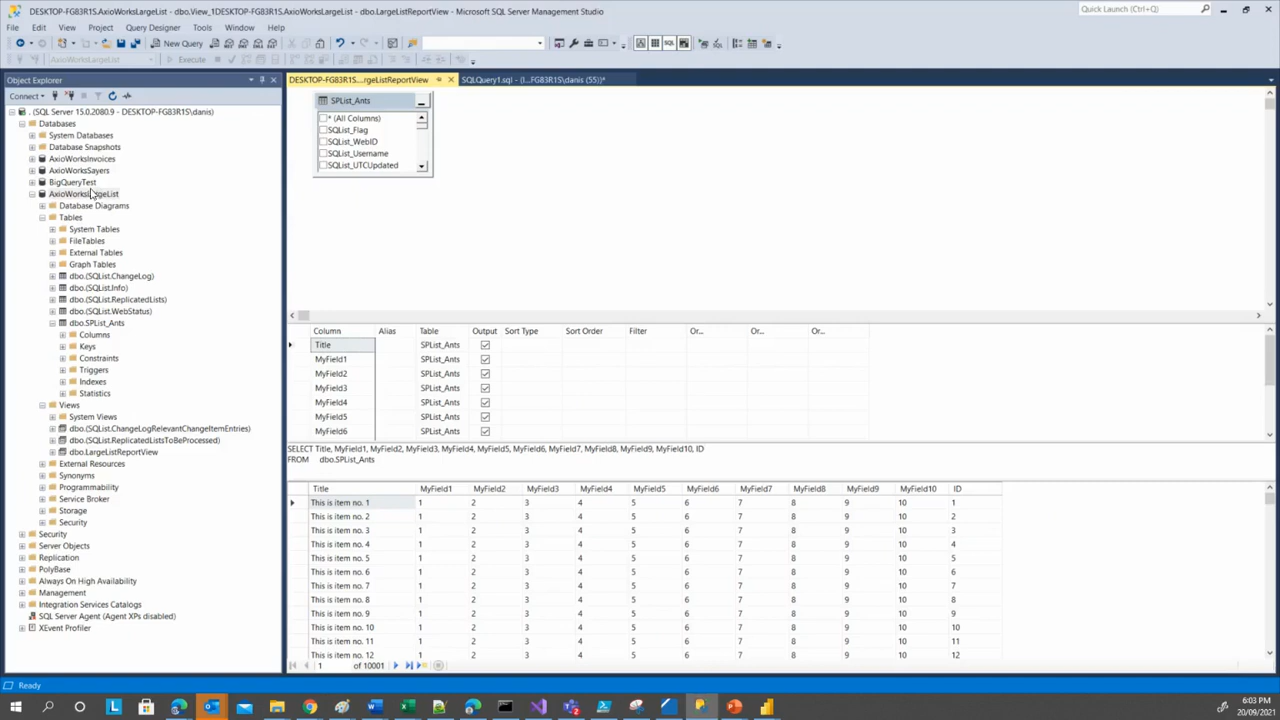 DESKTOP-FG83R1S.AxioWorksLargeList - dbo.View_1DESKTOP-FG83R1S.AxioWorksLargeList - dbo.LargeListReportView - Microsoft SQL Server Management Studio
Quick Launch (Ctrl+Q)
File Edit View Project Query Designer Tools Window Help
New Query
AxioWorksLargeList Execute
Object Explorer
DESKTOP-FG83R1S....rgeListReportView
SQLQuery1.sql - (l...FG83R1S\danis (55))*
Connect
. (SQL Server 15.0.2080.9 - DESKTOP-FG83R1S\danis)
Databases
System Databases
Database Snapshots
AxioWorksInvoices
AxioWorksSayers
BigQueryTest
AxioWorksLargeList
Database Diagrams
Tables
System Tables
FileTables
External Tables
Graph Tables
dbo.(SQList.ChangeLog)
dbo.(SQList.Info)
dbo.(SQList.ReplicatedLists)
dbo.(SQList.WebStatus)
dbo.SPList_Ants
Columns
Keys
Constraints
Triggers
Indexes
Statistics
Views
System Views
dbo.(SQList.ChangeLogRelevantChangeItemEntries)
dbo.(SQList.ReplicatedListsToBeProcessed)
dbo.LargeListReportView
External Resources
Synonyms
Programmability
Service Broker
Storage
Security
Security
Server Objects
Replication
PolyBase
Always On High Availability
Management
Integration Services Catalogs
SQL Server Agent (Agent XPs disabled)
XEvent Profiler
SPList_Ants
* (All Columns)
SQList_Flag
SQList_WebID
SQList_Username
SQList_UTCUpdated
Column Alias Table Output Sort Type Sort Order Filter Or... Or... Or...
Title SPList_Ants
MyField1 SPList_Ants
MyField2 SPList_Ants
MyField3 SPList_Ants
MyField4 SPList_Ants
MyField5 SPList_Ants
MyField6 SPList_Ants
SELECT Title, MyField1, MyField2, MyField3, MyField4, MyField5, MyField6, MyField7, MyField8, MyField9, MyField10, ID
FROM dbo.SPList_Ants
Title MyField1 MyField2 MyField3 MyField4 MyField5 MyField6 MyField7 MyField8 MyField9 MyField10 ID
This is item no. 1 1 2 3 4 5 6 7 8 9 10 1
This is item no. 2 1 2 3 4 5 6 7 8 9 10 2
This is item no. 3 1 2 3 4 5 6 7 8 9 10 3
This is item no. 4 1 2 3 4 5 6 7 8 9 10 4
This is item no. 5 1 2 3 4 5 6 7 8 9 10 5
This is item no. 6 1 2 3 4 5 6 7 8 9 10 6
This is item no. 7 1 2 3 4 5 6 7 8 9 10 7
This is item no. 8 1 2 3 4 5 6 7 8 9 10 8
This is item no. 9 1 2 3 4 5 6 7 8 9 10 9
This is item no. 10 1 2 3 4 5 6 7 8 9 10 10
This is item no. 11 1 2 3 4 5 6 7 8 9 10 11
This is item no. 12 1 2 3 4 5 6 7 8 9 10 12
1 of 10001
Ready
6:03 PM
20/09/2021